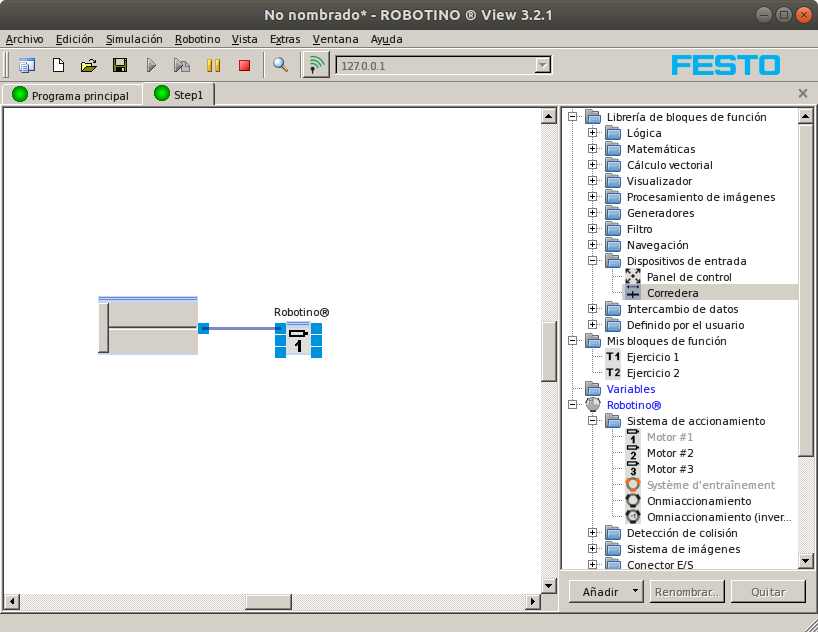 No nombrado* - ROBOTINO ® View 3.2.1
Archivo Edición Simulación Robotino Vista Extras Ventana Ayuda
127.0.0.1
FESTO
Programa principal Step1
Robotino®
1
Librería de bloques de función
Lógica
Matemáticas
Cálculo vectorial
Visualizador
Procesamiento de imágenes
Generadores
Filtro
Navegación
Dispositivos de entrada
Panel de control
Corredera
Intercambio de datos
Definido por el usuario
Mis bloques de función
T1 Ejercicio 1
T2 Ejercicio 2
Variables
Robotino®
Sistema de accionamiento
1 Motor #1
2 Motor #2
3 Motor #3
Système d'entraînement
Onmiaccionamiento
Omniaccionamiento (inver...
Detección de colisión
Sistema de imágenes
Conector E/S
Añadir Renombrar... Quitar